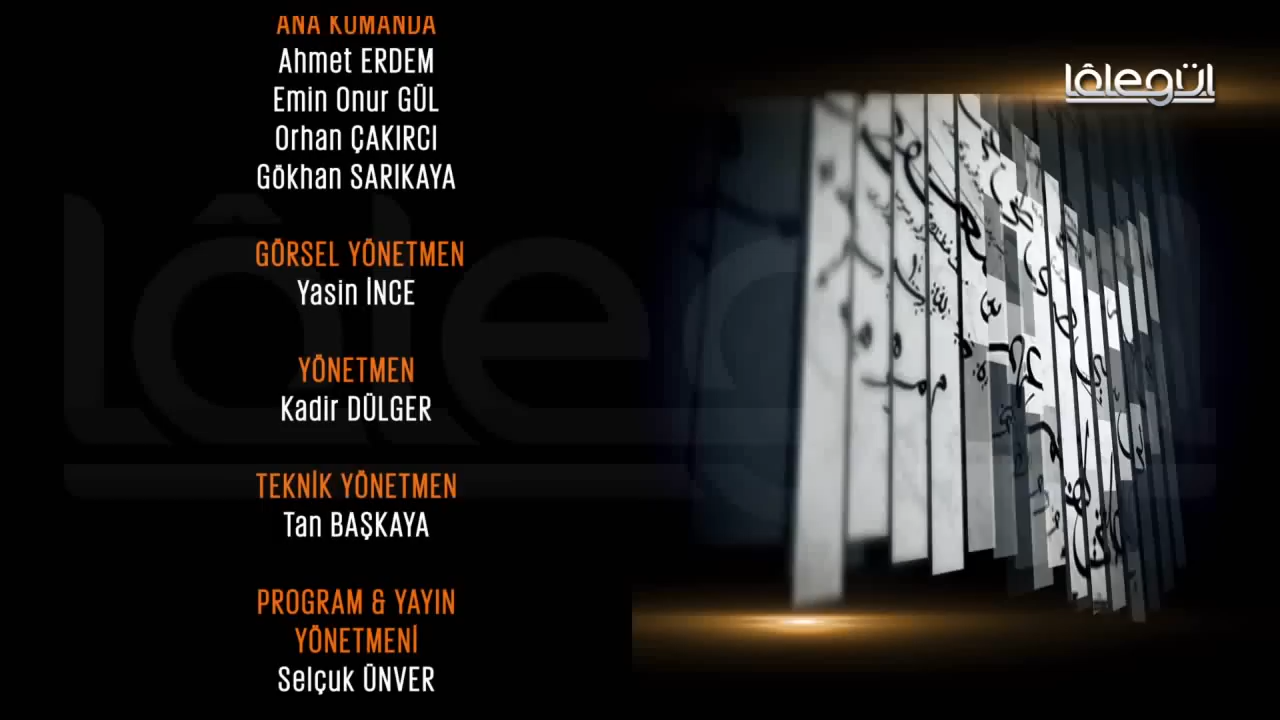 ANA KUMANDA
Ahmet ERDEM
Emin Onur GÜL
Orhan ÇAKIRCI
Gökhan SARIKAYA
GÖRSEL YÖNETMEN
Yasin İNCE
YÖNETMEN
Kadir DÜLGER
TEKNİK YÖNETMEN
Tan BAŞKAYA
PROGRAM & YAYIN
YÖNETMENİ
Selçuk ÜNVER
lâlegül